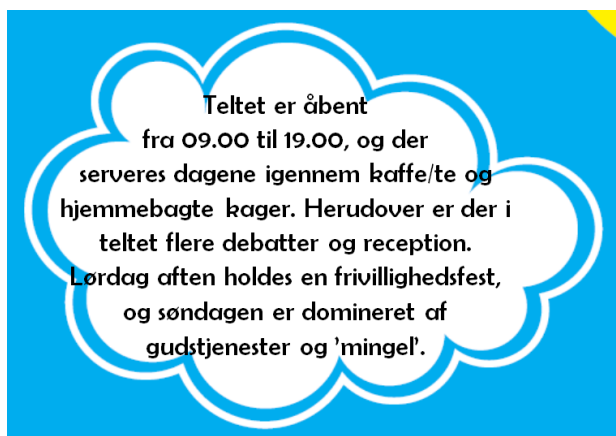 Teltet er åbent
fra 09.00 til 19.00, og der
serveres dagene igennem kaffe/te og
hjemmebagte kager. Herudover er der i
teltet flere debatter og reception.
Lørdag aften holdes en frivillighedsfest,
og søndagen er domineret af
gudstjenester og ’mingel’.